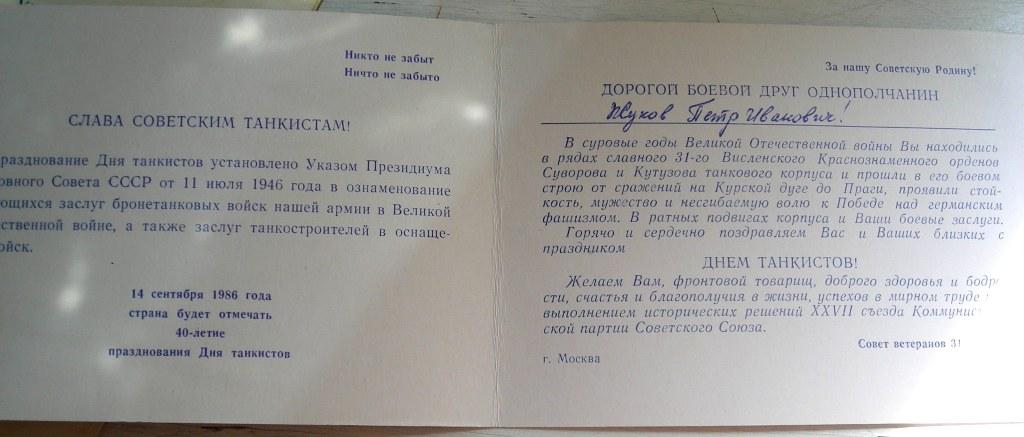 Никто не забыт
Ничто не забыто
СЛАВА СОВЕТСКИМ ТАНКИСТАМ!
разднование Дня танкистов установлено Указом Президиума
овного Совета СССР от 11 июля 1946 года в ознаменование
ющихся заслуг бронетанковых войск нашей армии в Великой
ственной войне, а также заслуг танкостроителей в оснаще-
ойск.
14 сентября 1986 года
страна будет отмечать
40-летие
празднования Дня танкистов
За нашу Советскую Родину!
ДОРОГОЙ БОЕВОЙ ДРУГ ОДНОПОЛЧАНИН
Жуков Петр Иванович!
В суровые годы Великой Отечественной войны Вы находились
в рядах славного 31-го Висленского Краснознаменного орденов
Суворова и Кутузова танкового корпуса и прошли в его боевом
строю от сражений на Курской дуге до Праги, проявили стой-
кость, мужество и несгибаемую волю к Победе над германским
фашизмом. В ратных подвигах корпуса и Ваши боевые заслуги.
Горячо и сердечно поздравляем Вас и Ваших близких с
праздником
ДНЕМ ТАНКИСТОВ!
Желаем Вам, фронтовой товарищ, доброго здоровья и бодро
сти, счастья и благополучия в жизни, успехов в мирном труде
выполнением исторических решений XXVII съезда Коммунис
ской партии Советского Союза.
Совет ветеранов 31
г. Москва